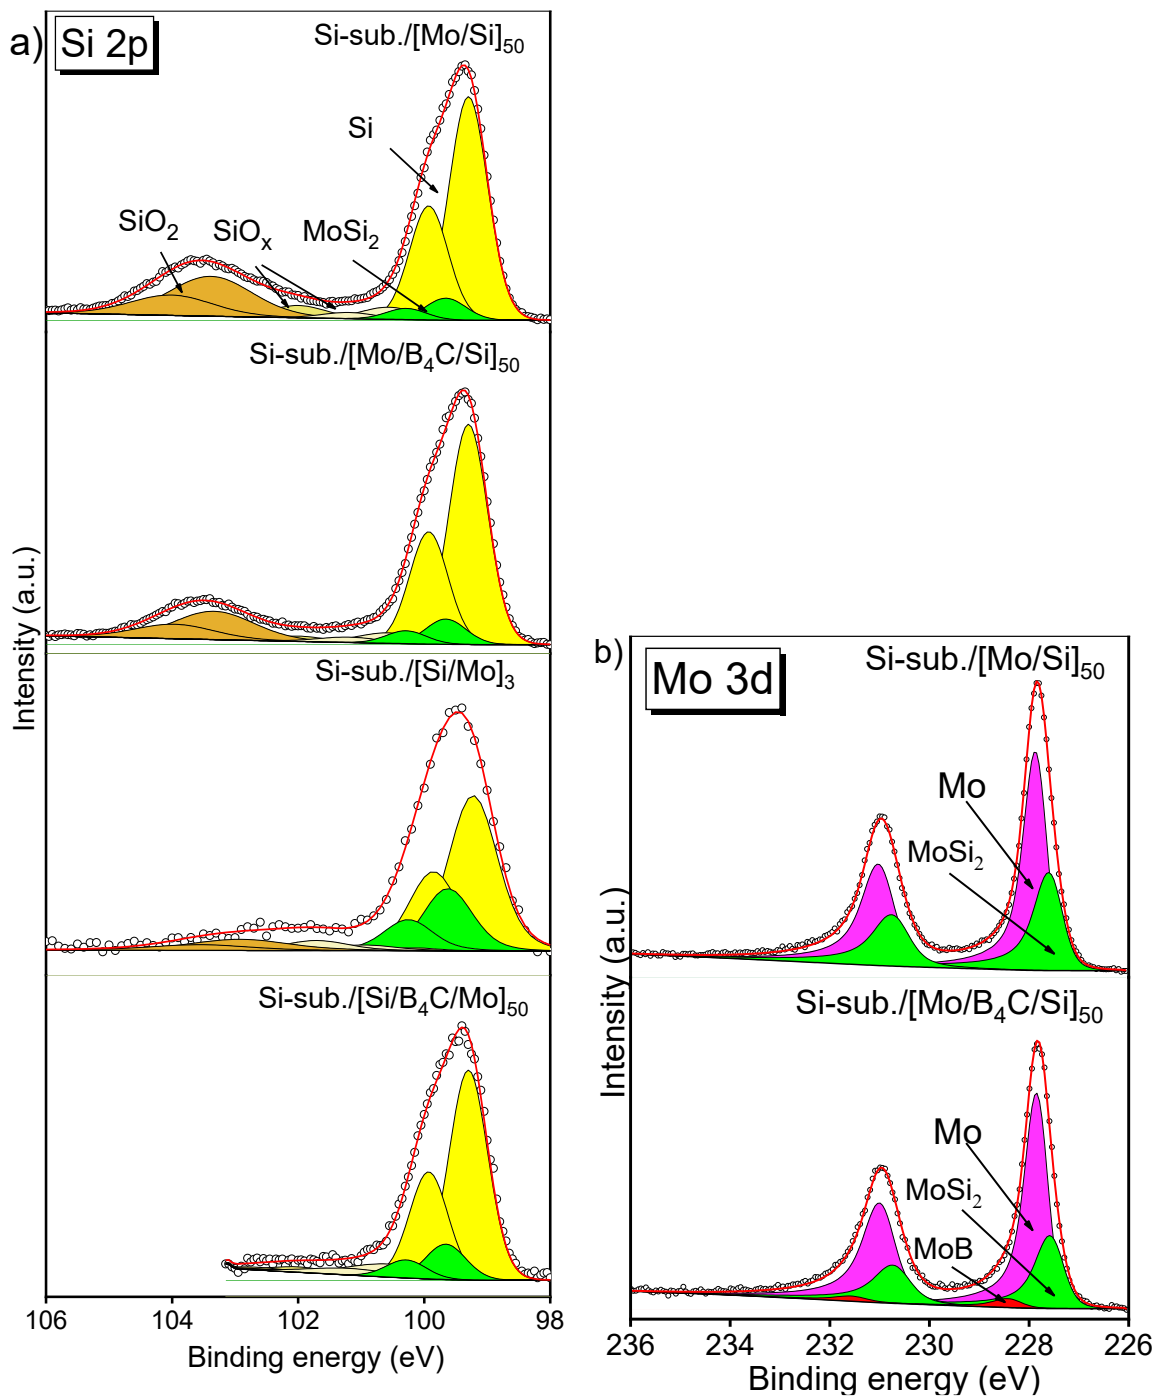 a)
Si 2p
Si-sub./[Mo/Si]₅₀
Si
SiO₂
SiOₓ
MoSi₂
Si-sub./[Mo/B₄C/Si]₅₀
Si-sub./[Si/Mo]₃
Si-sub./[Si/B₄C/Mo]₅₀
Intensity (a.u.)
106 104 102 100 98
Binding energy (eV)
b)
Mo 3d
Si-sub./[Mo/Si]₅₀
Mo
MoSi₂
Si-sub./[Mo/B₄C/Si]₅₀
Mo
MoSi₂
MoB
Intensity (a.u.)
236 234 232 230 228 226
Binding energy (eV)